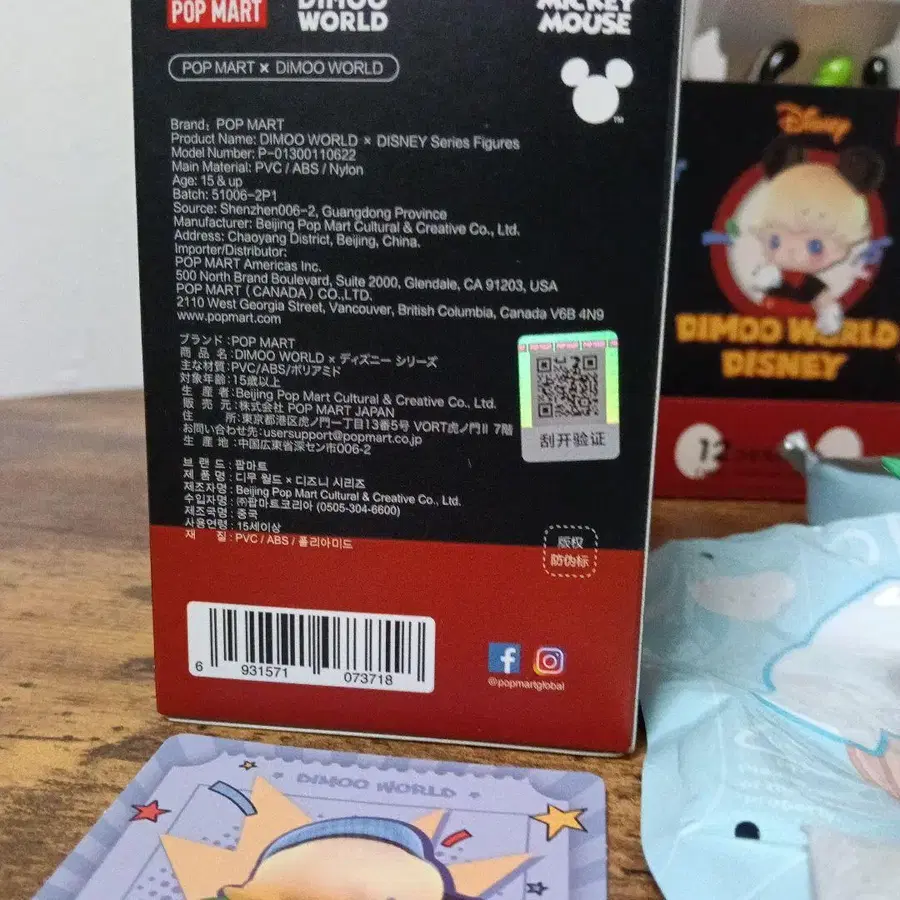 POP MART
DIMOO
WORLD
MICKEY
MOUSE
POP MART × DIMOO WORLD
TM
Brand: POP MART
Product Name: DIMOO WORLD × DISNEY Series Figures
Model Number: P-01300110622
Main Material: PVC / ABS / Nylon
Age: 15 & up
Batch: 51006-2P1
Source: Shenzhen006-2, Guangdong Province
Manufacturer: Beijing Pop Mart Cultural & Creative Co., Ltd.
Address: Chaoyang District, Beijing, China.
Importer/Distributor:
POP MART Americas Inc.
500 North Brand Boulevard, Suite 2000, Glendale, CA 91203, USA
POP MART ( CANADA ) CO.,LTD.
2110 West Georgia Street, Vancouver, British Columbia, Canada V6B 4N9
www.popmart.com
ブランド:POP MART
商 品 名:DIMOO WORLD × ディズニー シリーズ
主な材質:PVC/ABS/ポリアミド
対象年齢:15歳以上
生 産 者:Beijing Pop Mart Cultural & Creative Co., Ltd.
販 売 元:株式会社 POP MART JAPAN
住 所:東京都港区虎ノ門一丁目13番5号 VORT虎ノ門II 7階
お問い合わせ先:usersupport@popmart.co.jp
生 産 地:中国広東省深セン市006-2
브 랜 드:팝마트
제 품 명:디무 월드 × 디즈니 시리즈
제조자명:Beijing Pop Mart Cultural & Creative Co., Ltd.
수입자명:㈜팝마트코리아 (0505-304-6600)
제조국명:중국
사용연령:15세이상
재 질:PVC / ABS / 폴리아미드
刮开验证
版权
防伪标
6 931571 073718
@popmartglobal
Disney
DIMOO WORLD
DISNEY
12
DIMOO WORLD